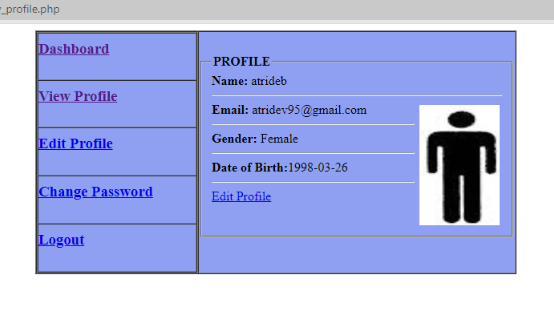 _profile.php
Dashboard
View Profile
Edit Profile
Change Password
Logout
PROFILE
Name: atrideb
Email: atridev95@gmail.com
Gender: Female
Date of Birth:1998-03-26
Edit Profile